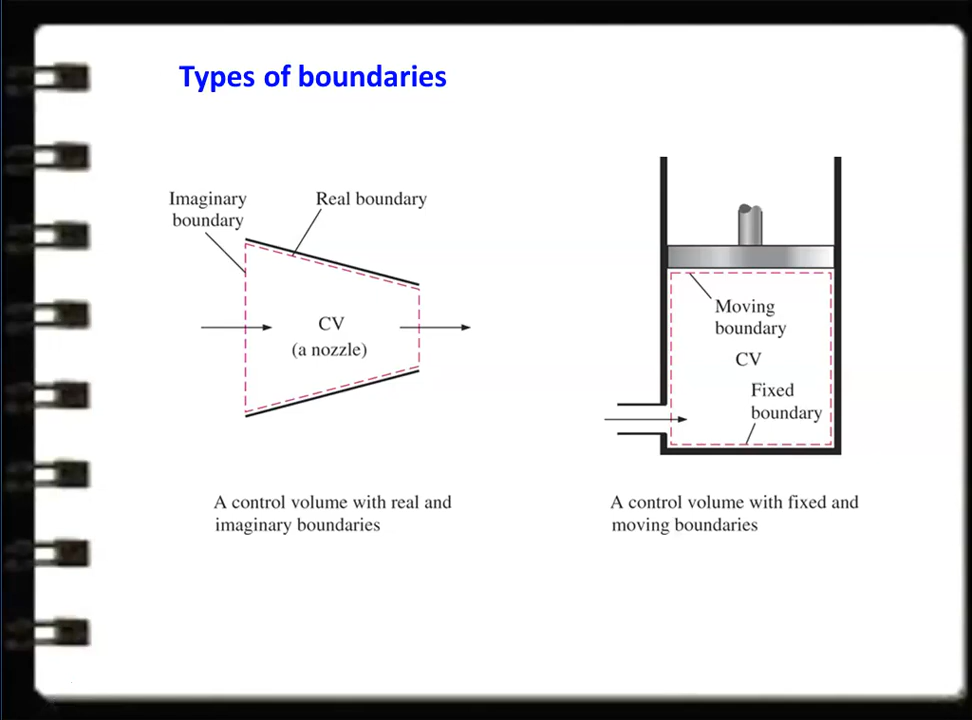 Types of boundaries
Imaginary
boundary
Real boundary
CV
(a nozzle)
A control volume with real and
imaginary boundaries
Moving
boundary
CV
Fixed
boundary
A control volume with fixed and
moving boundaries